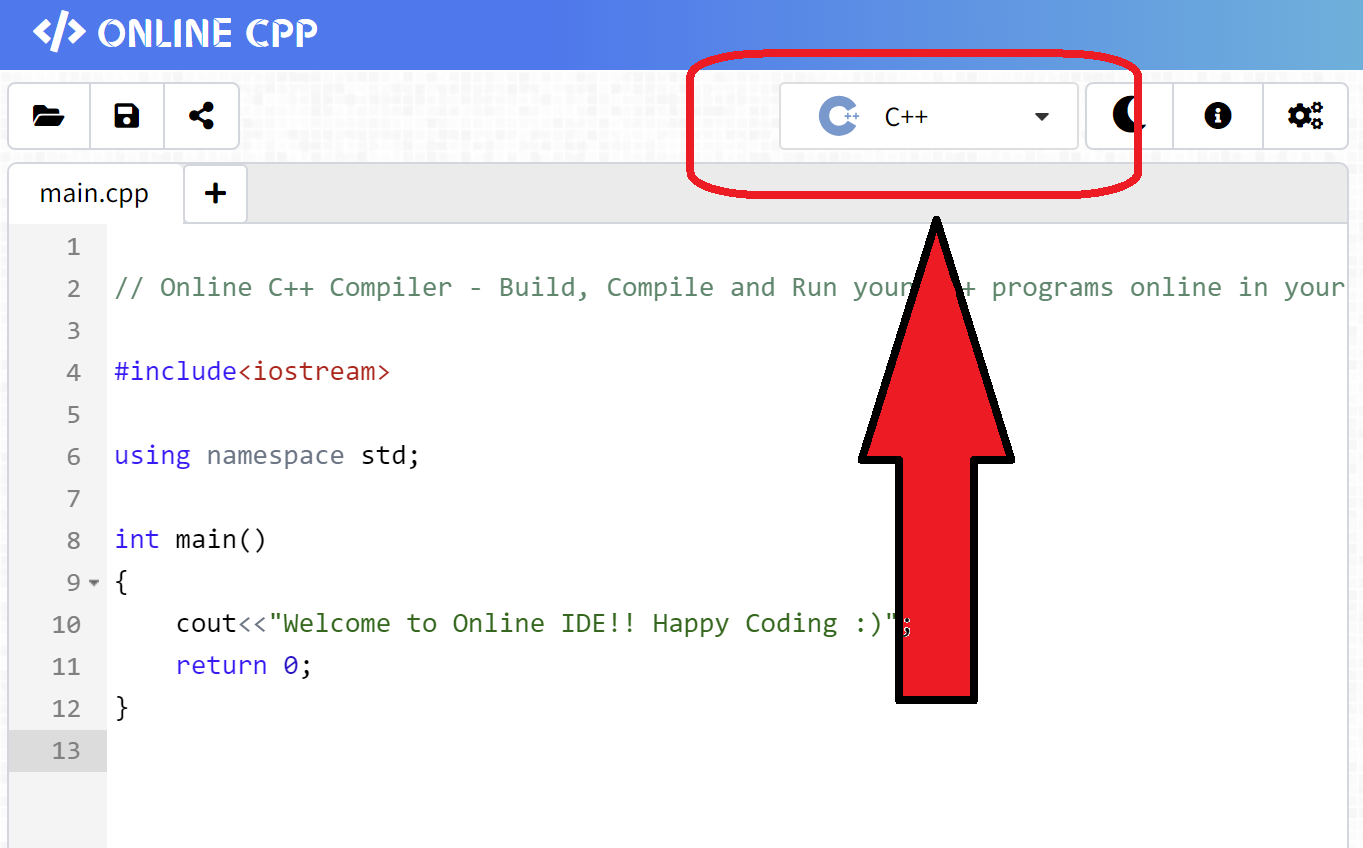 </> ONLINE CPP
C++
main.cpp +
1
2 // Online C++ Compiler - Build, Compile and Run your + programs online in your
3
4 #include<iostream>
5
6 using namespace std;
7
8 int main()
9 {
10 cout<<"Welcome to Online IDE!! Happy Coding :)";
11 return 0;
12 }
13